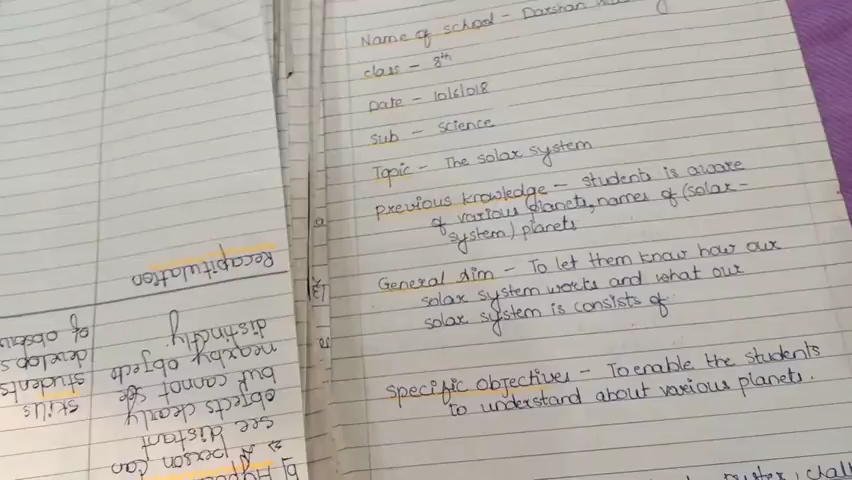 Name of school - Darshan
class - 8th
Date - 10/6/018
Sub - Science
Topic - The solar system
previous knowledge - students is aware
of various planets, names of (solar-
system) planets
General Aim - To let them know how our
solar system works and what our
solar system is consists of
specific objectives - To enable the students
to understand about various planets.
Recapitulation
person can
see distant
objects clearly
but cannot see
nearby objects
distinctly
skills
students
develops
of